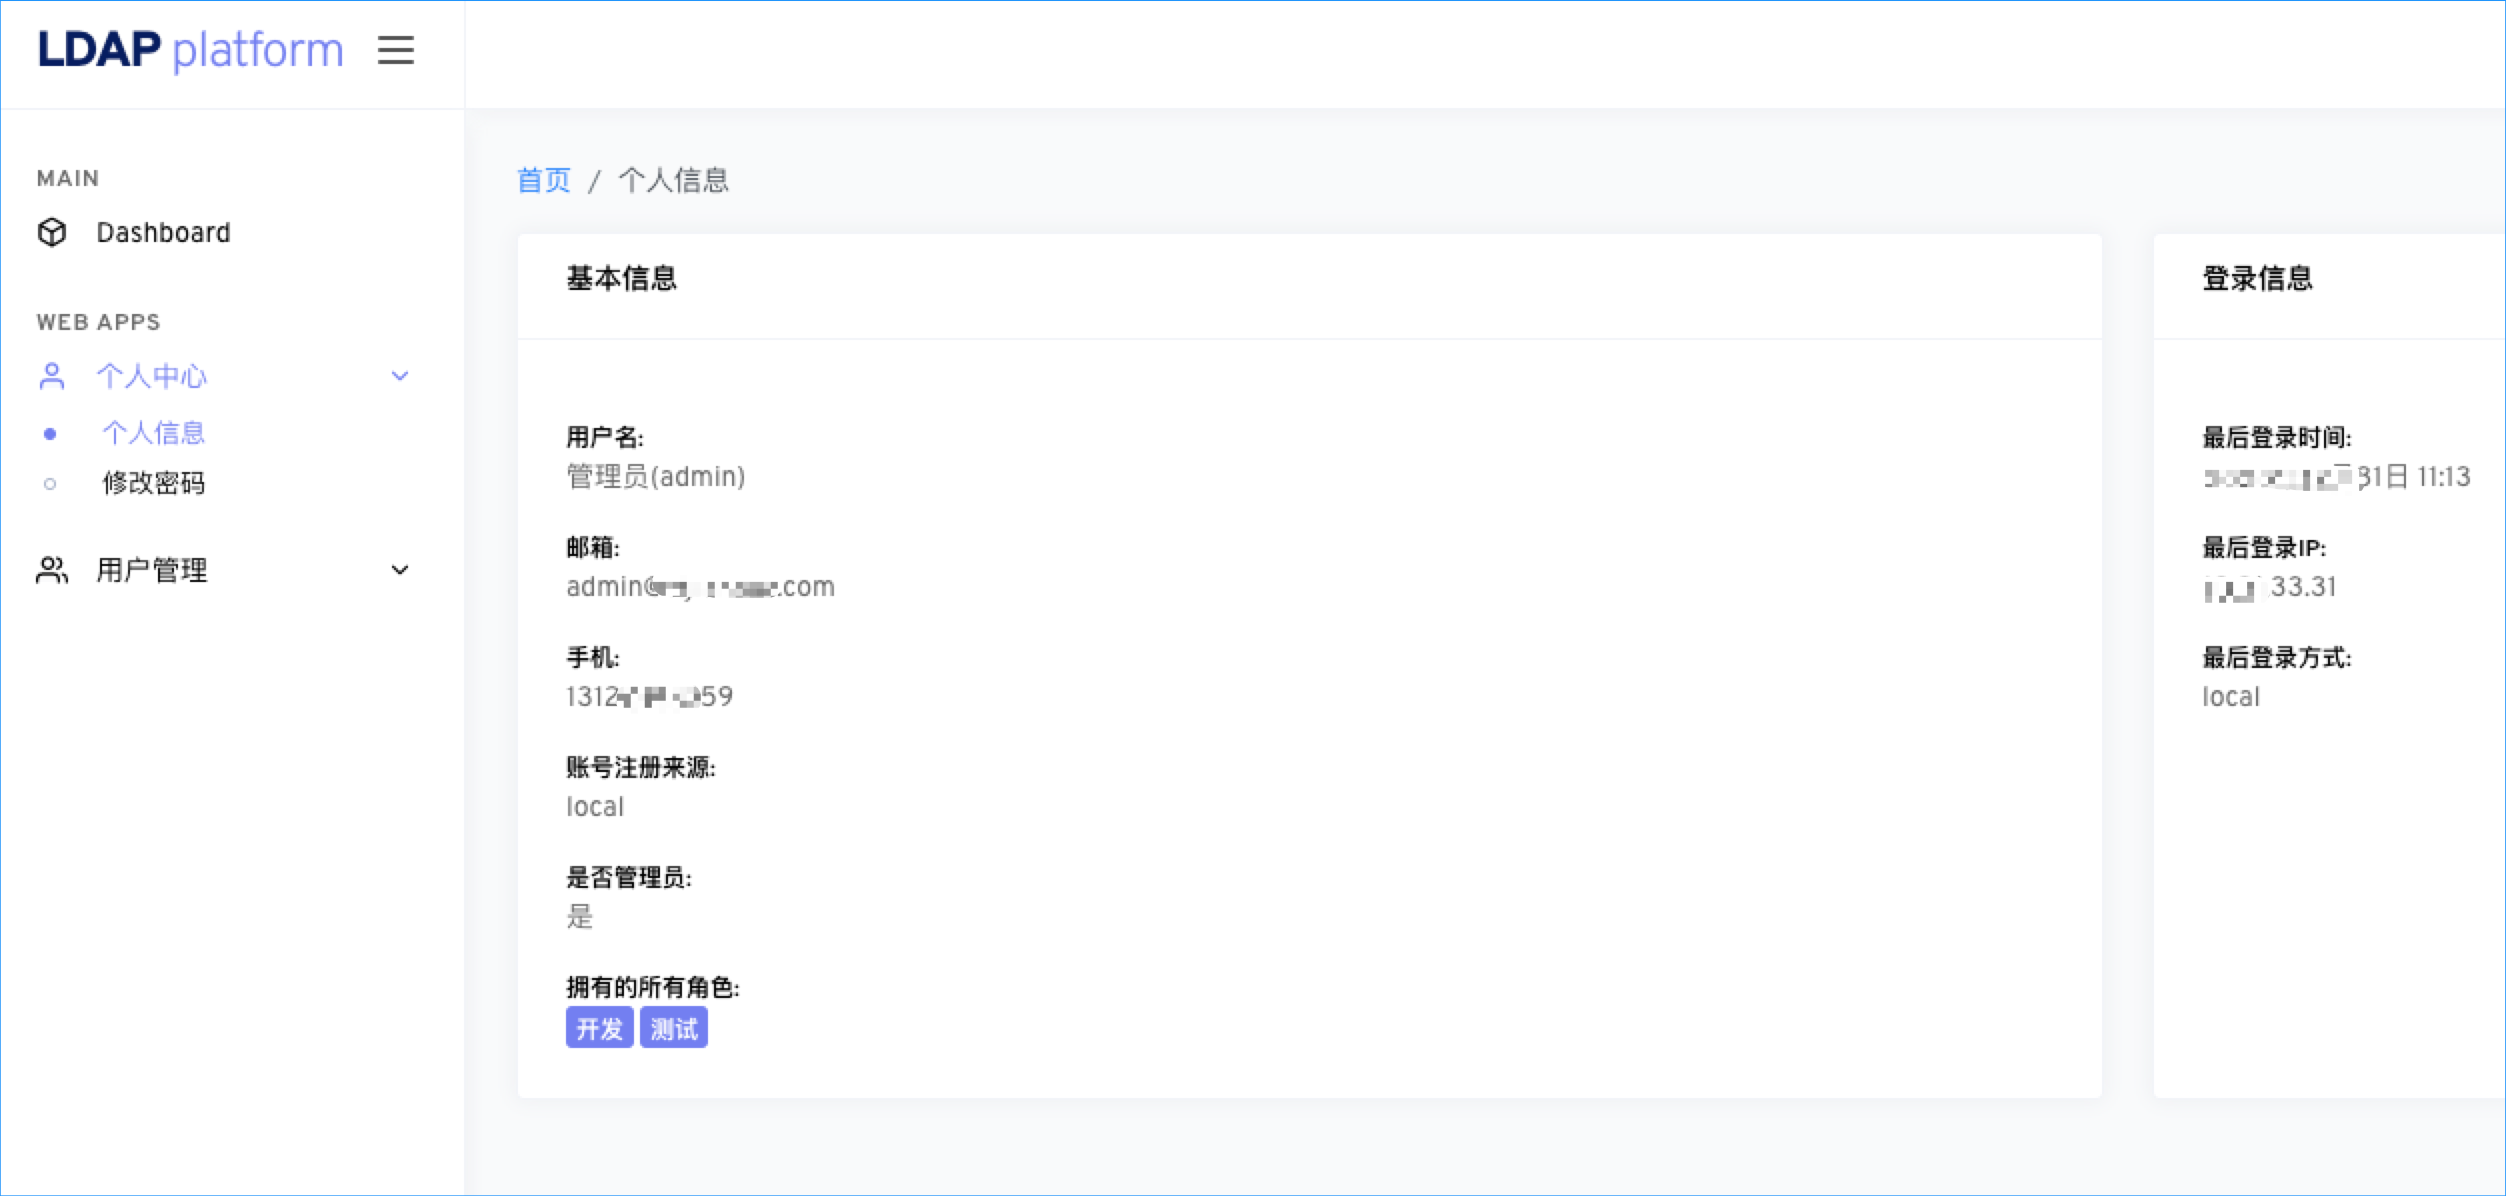 LDAP platform
MAIN
Dashboard
WEB APPS
个人中心
个人信息
修改密码
用户管理
首页 / 个人信息
基本信息
用户名:
管理员(admin)
邮箱:
admin@ .com
手机:
1312 59
账号注册来源:
local
是否管理员:
是
拥有的所有角色:
开发 测试
登录信息
最后登录时间:
31日 11:13
最后登录IP:
.33.31
最后登录方式:
local